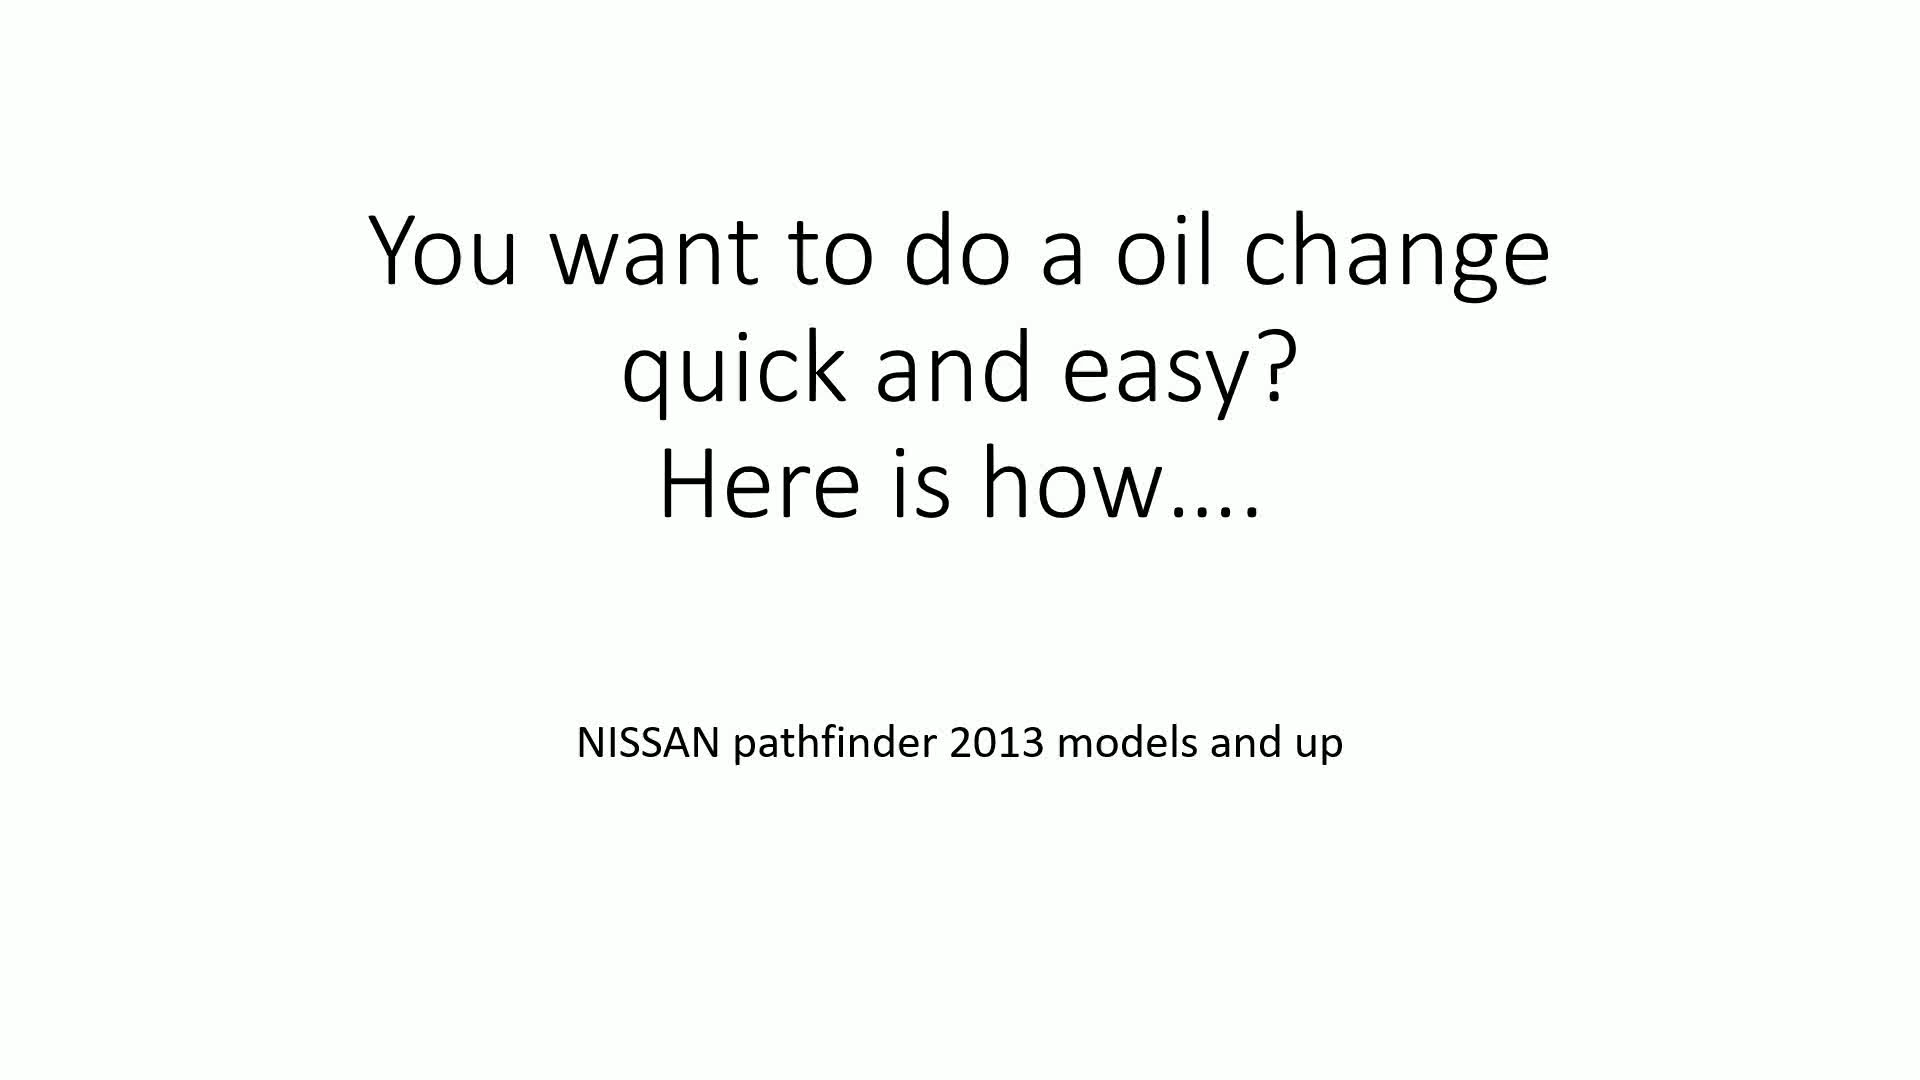 You want to do a oil change
quick and easy?
Here is how....
NISSAN pathfinder 2013 models and up